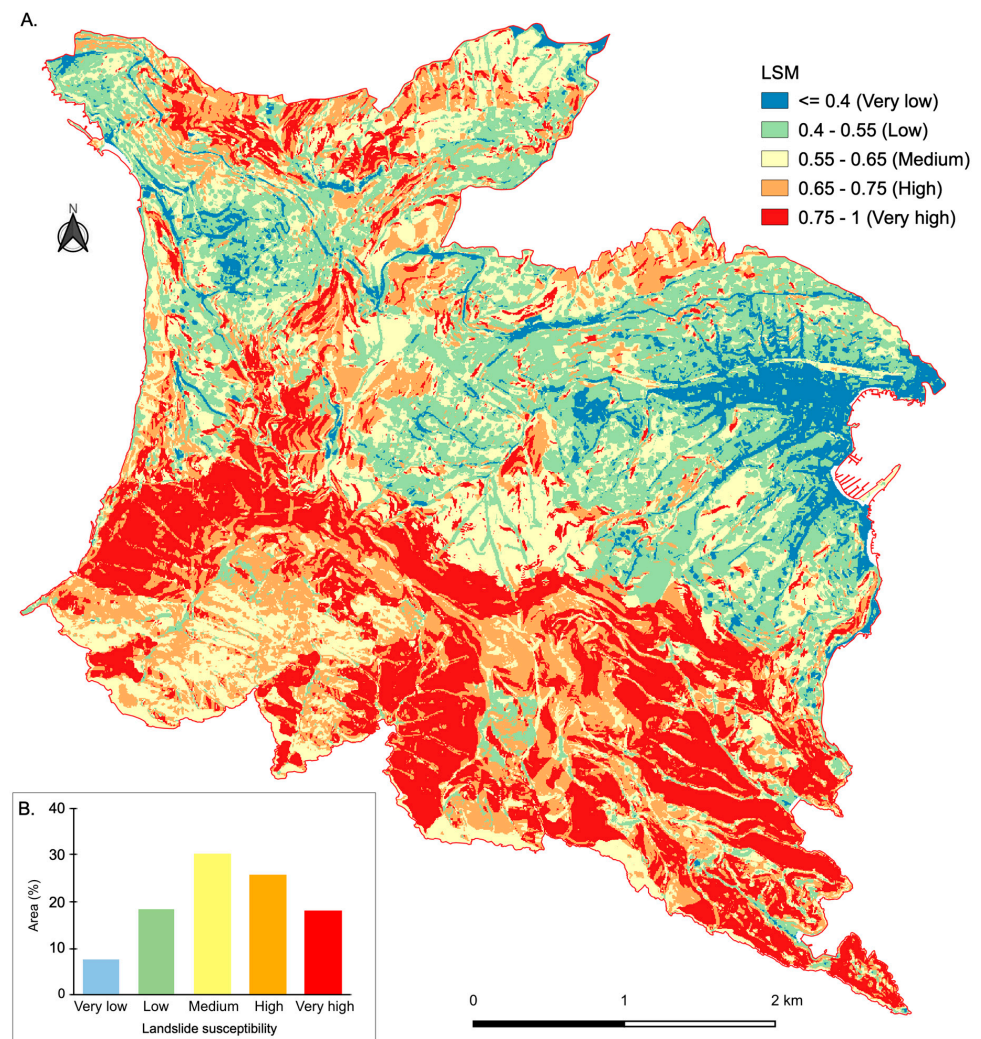 A.
LSM
<= 0.4 (Very low)
0.4 - 0.55 (Low)
0.55 - 0.65 (Medium)
0.65 - 0.75 (High)
0.75 - 1 (Very high)
N
B.
40
30
20
10
0
Area (%)
Very low Low Medium High Very high
Landslide susceptibility
0 1 2 km